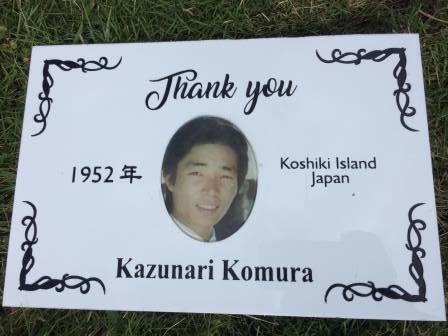 Thank you
1952年
Koshiki Island
Japan
Kazunari Komura